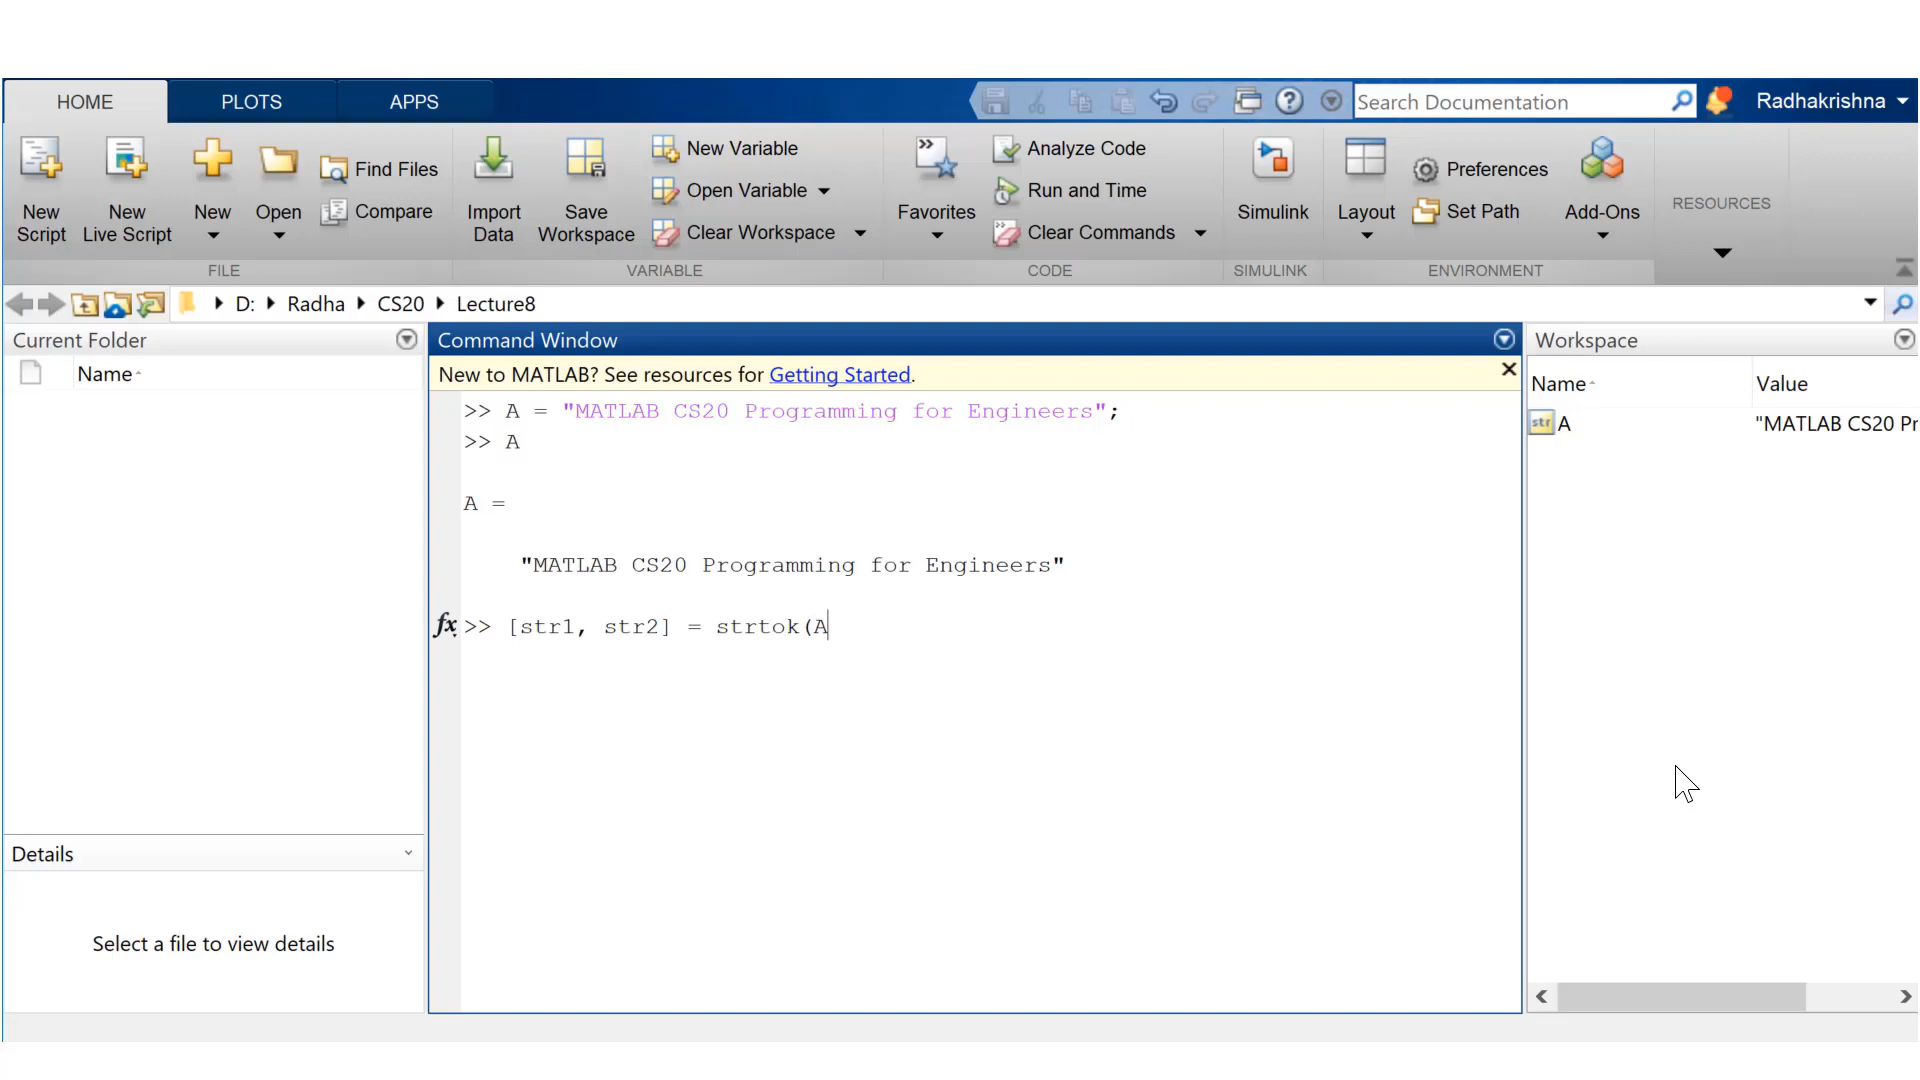 HOME PLOTS APPS Search Documentation Radhakrishna
New Script
New Live Script
New
Open
Find Files
Compare
Import Data
Save Workspace
New Variable
Open Variable
Clear Workspace
Favorites
Analyze Code
Run and Time
Clear Commands
Simulink
Layout
Preferences
Set Path
Add-Ons
RESOURCES
FILE VARIABLE CODE SIMULINK ENVIRONMENT
D: Radha CS20 Lecture8
Current Folder
Name
Details
Select a file to view details
Command Window
New to MATLAB? See resources for Getting Started.
>> A = "MATLAB CS20 Programming for Engineers";
>> A
A =
"MATLAB CS20 Programming for Engineers"
fx >> [str1, str2] = strtok(A
Workspace
Name Value
str A "MATLAB CS20 Pr